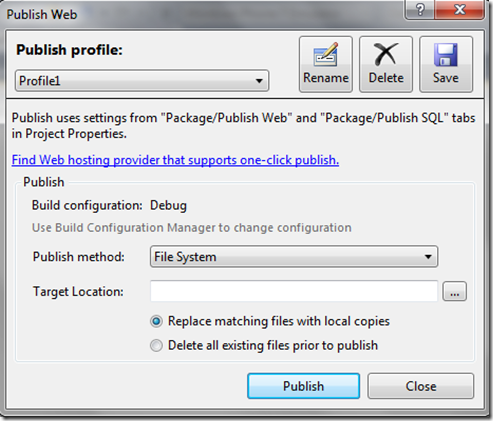 Publish Web
Publish profile:
Profile1
Rename
Delete
Save
Publish uses settings from "Package/Publish Web" and "Package/Publish SQL" tabs
in Project Properties.
Find Web hosting provider that supports one-click publish.
Publish
Build configuration: Debug
Use Build Configuration Manager to change configuration
Publish method: File System
Target Location: ...
Replace matching files with local copies
Delete all existing files prior to publish
Publish Close